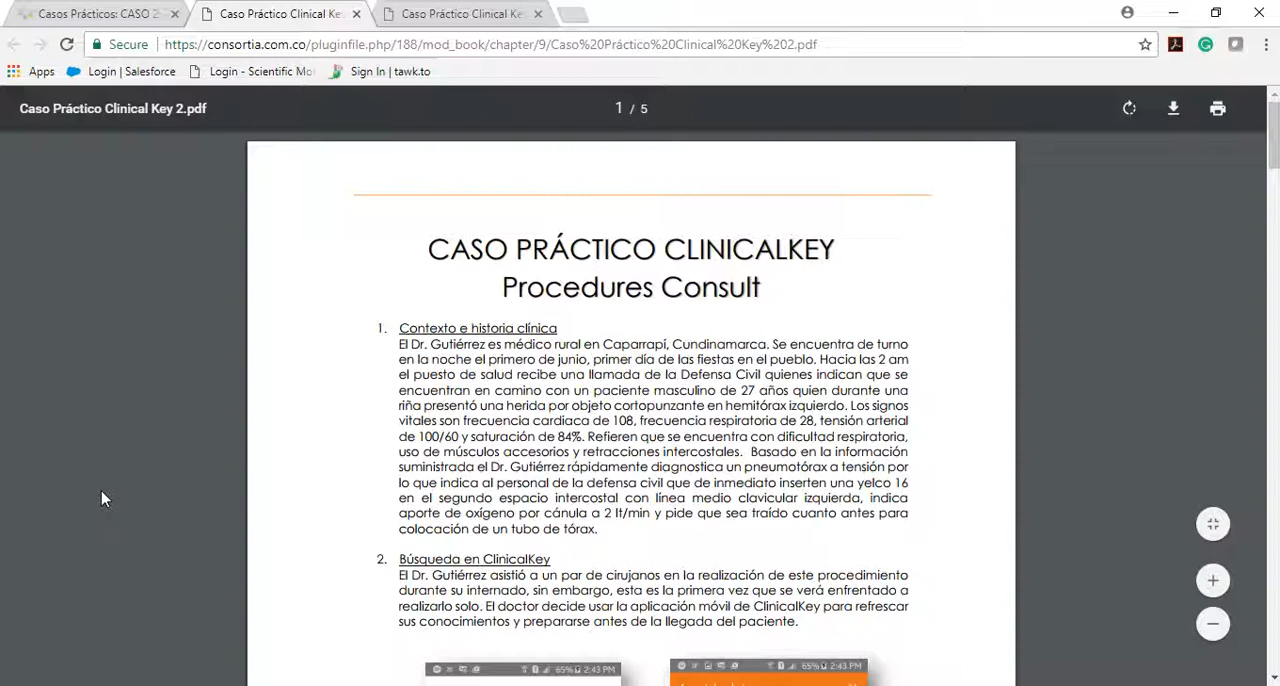 Casos Prácticos: CASO 2
Caso Práctico Clinical Ke
Caso Práctico Clinical Ke
Secure
https://consortia.com.co/pluginfile.php/188/mod_book/chapter/9/Caso%20Práctico%20Clinical%20Key%202.pdf
Apps
Login | Salesforce
Login - Scientific Mo
Sign In | tawk.to
Caso Práctico Clinical Key 2.pdf
1 / 5
CASO PRÁCTICO CLINICALKEY
Procedures Consult
1. Contexto e historia clínica
El Dr. Gutiérrez es médico rural en Caparrapí, Cundinamarca. Se encuentra de turno
en la noche el primero de junio, primer día de las fiestas en el pueblo. Hacia las 2 am
el puesto de salud recibe una llamada de la Defensa Civil quienes indican que se
encuentran en camino con un paciente masculino de 27 años quien durante una
riña presentó una herida por objeto cortopunzante en hemitórax izquierdo. Los signos
vitales son frecuencia cardiaca de 108, frecuencia respiratoria de 28, tensión arterial
de 100/60 y saturación de 84%. Refieren que se encuentra con dificultad respiratoria,
uso de músculos accesorios y retracciones intercostales. Basado en la información
suministrada el Dr. Gutiérrez rápidamente diagnostica un pneumotórax a tensión por
lo que indica al personal de la defensa civil que de inmediato inserten una yelco 16
en el segundo espacio intercostal con línea medio clavicular izquierda, indica
aporte de oxígeno por cánula a 2 lt/min y pide que sea traído cuanto antes para
colocación de un tubo de tórax.
2. Búsqueda en ClinicalKey
El Dr. Gutiérrez asistió a un par de cirujanos en la realización de este procedimiento
durante su internado, sin embargo, esta es la primera vez que se verá enfrentado a
realizarlo solo. El doctor decide usar la aplicación móvil de ClinicalKey para refrescar
sus conocimientos y prepararse antes de la llegada del paciente.
65% 2:43 PM
65% 2:43 PM